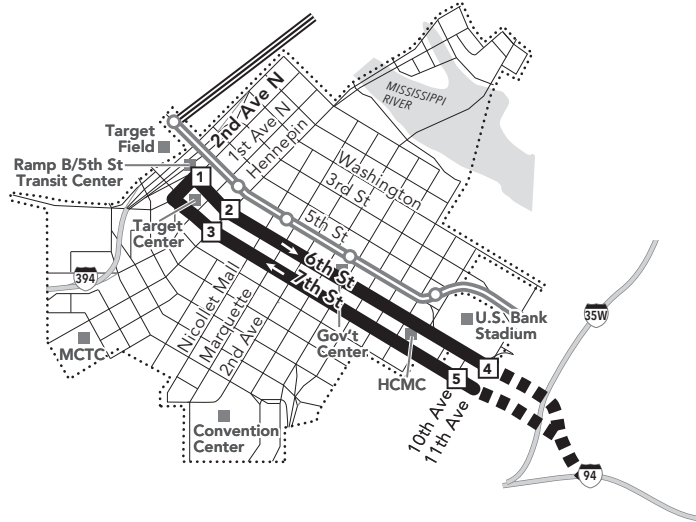 MISSISSIPPI
RIVER
2nd Ave N
1st Ave N
Hennepin
Target
Field
Ramp B/5th St
Transit Center
1
Washington
3rd St
2
Target
Center
3
5th St
6th St
7th St
394
Nicollet Mall
Marquette
2nd Ave
35W
U.S. Bank
Stadium
Gov't
Center
MCTC
HCMC
4
5
10th Ave
11th Ave
Convention
Center
94